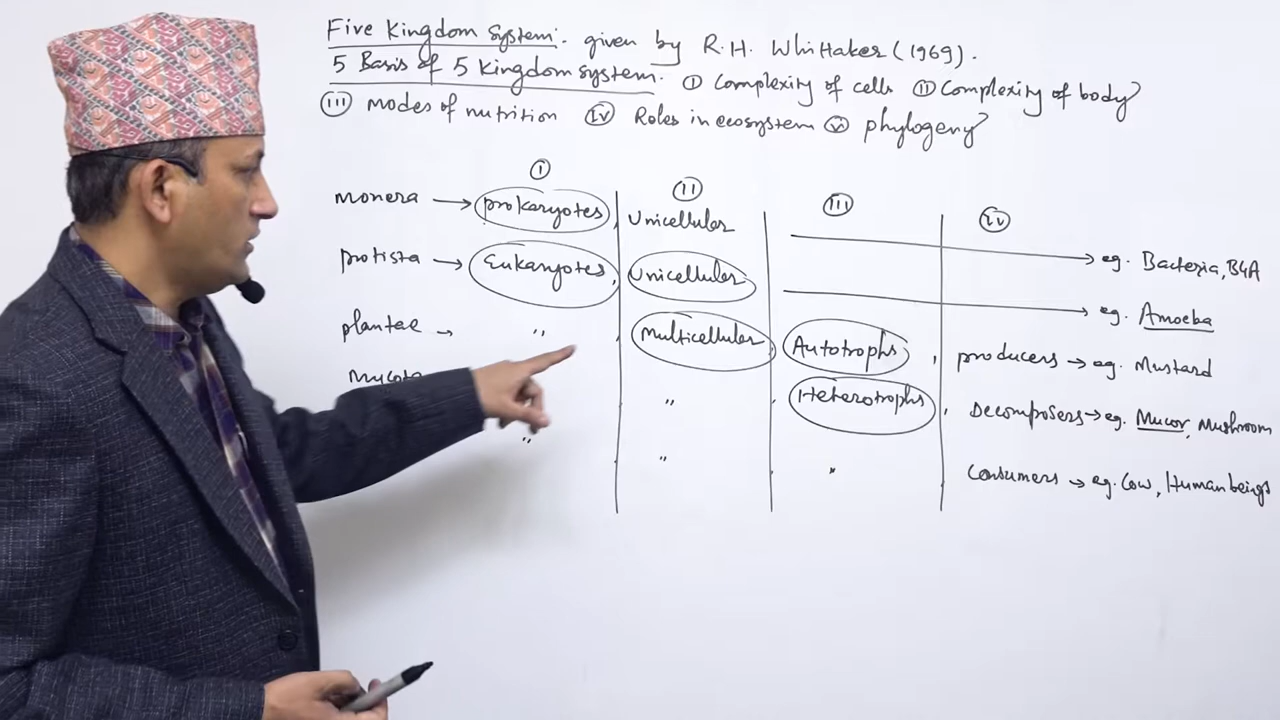 Five Kingdom System:- given by R.H. Whittaker (1969).
5 Basis of 5 Kingdom system. (i) Complexity of cells (ii) Complexity of body
(iii) modes of nutrition (iv) Roles in ecosystem (v) phylogeny
(i) (ii) (iii) (iv)
monera → prokaryotes, Unicellular → eg. Bacteria, BGA
protista → Eukaryotes, Unicellular → eg. Amoeba
plantae → " , Multicellular, Autotrophs, producers → eg. Mustard
Mycota " , Heterotrophs, Decomposers → eg. Mucor, Mushroom
" " " Consumers → eg. Cow, Human beings